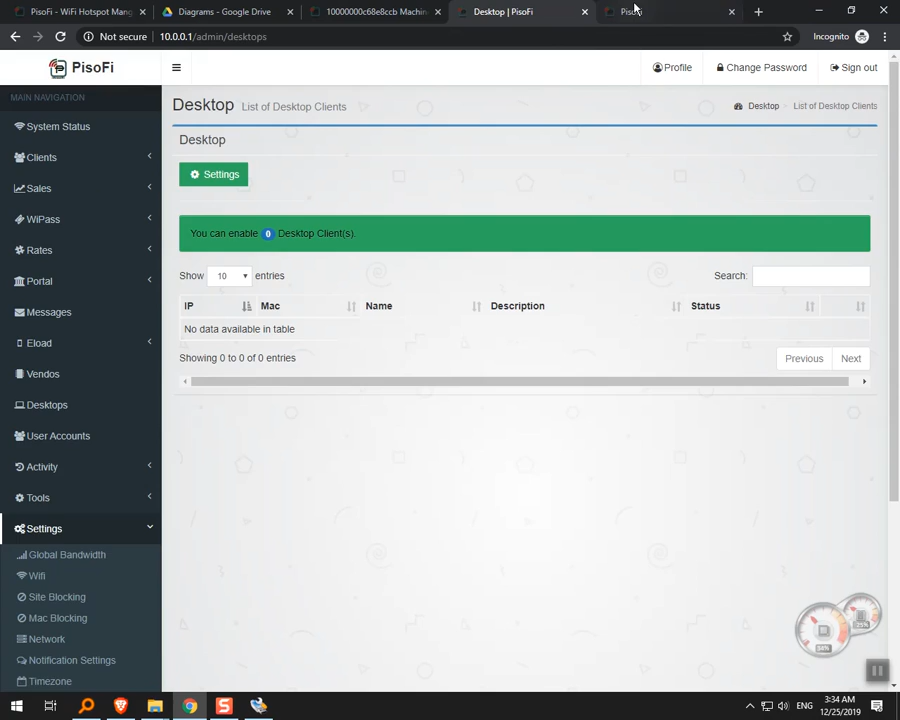 PisoFi - WiFi Hotspot Mana
Diagrams - Google Drive
10000000c68e8ccb Machine
Desktop | PisoFi
Not secure | 10.0.0.1/admin/desktops
Incognito
PisoFi
Profile
Change Password
Sign out
MAIN NAVIGATION
System Status
Clients
Sales
WiPass
Rates
Portal
Messages
Eload
Vendos
Desktops
User Accounts
Activity
Tools
Settings
Global Bandwidth
Wifi
Site Blocking
Mac Blocking
Network
Notification Settings
Timezone
Desktop List of Desktop Clients
Desktop List of Desktop Clients
Desktop
Settings
You can enable 0 Desktop Client(s).
Show 10 entries
Search:
IP Mac Name Description Status
No data available in table
Showing 0 to 0 of 0 entries
Previous Next
54%
21%
ENG
3:34 AM
12/25/2019